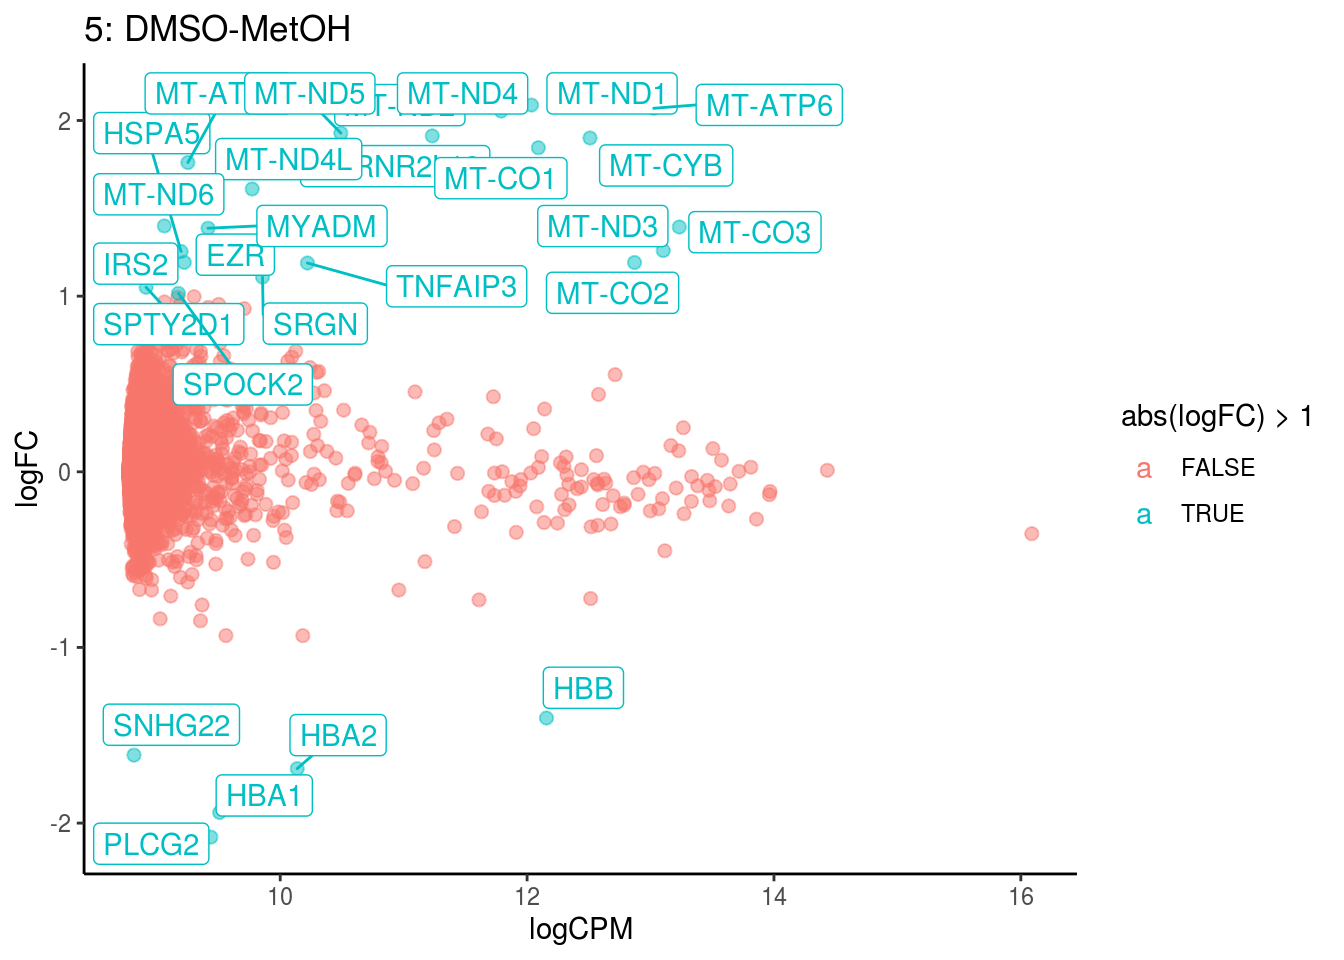 5: DMSO-MetOH
MT-AT
MT-ND5
MT-ND4
MT-ND1
MT-ATP6
HSPA5
MT-ND4L
RNR2
MT-CO1
MT-CYB
MT-ND6
MYADM
MT-ND3
MT-CO3
IRS2
EZR
TNFAIP3
MT-CO2
SPTY2D1
SRGN
SPOCK2
HBB
SNHG22
HBA2
HBA1
PLCG2
2
1
0
-1
-2
logFC
10
12
14
16
logCPM
abs(logFC) > 1
a FALSE
a TRUE